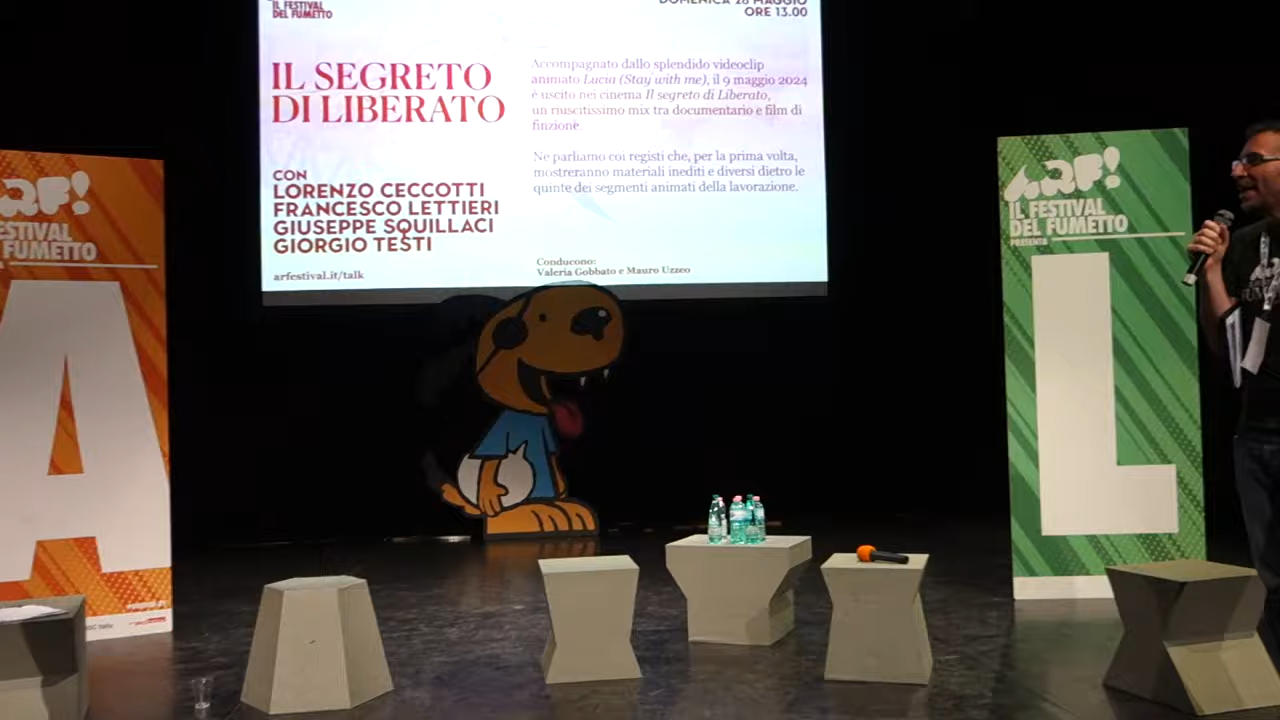 IL FESTIVAL
DEL FUMETTO
DOMENICA 26 MAGGIO
ORE 13.00
IL SEGRETO
DI LIBERATO
CON
LORENZO CECCOTTI
FRANCESCO LETTIERI
GIUSEPPE SQUILLACI
GIORGIO TESTI
arfestival.it/talk
Accompagnato dallo splendido videoclip
animato Lucia (Stay with me), il 9 maggio 2024
è uscito nei cinema Il segreto di Liberato,
un riuscitissimo mix tra documentario e film di
finzione.
Ne parliamo coi registi che, per la prima volta,
mostreranno materiali inediti e diversi dietro le
quinte dei segmenti animati della lavorazione.
Conducono:
Valeria Gobbato e Mauro Uzzeo
ARF!
FESTIVAL
FUMETTO
A
ARF!
IL FESTIVAL
DEL FUMETTO
PRESENTA
L